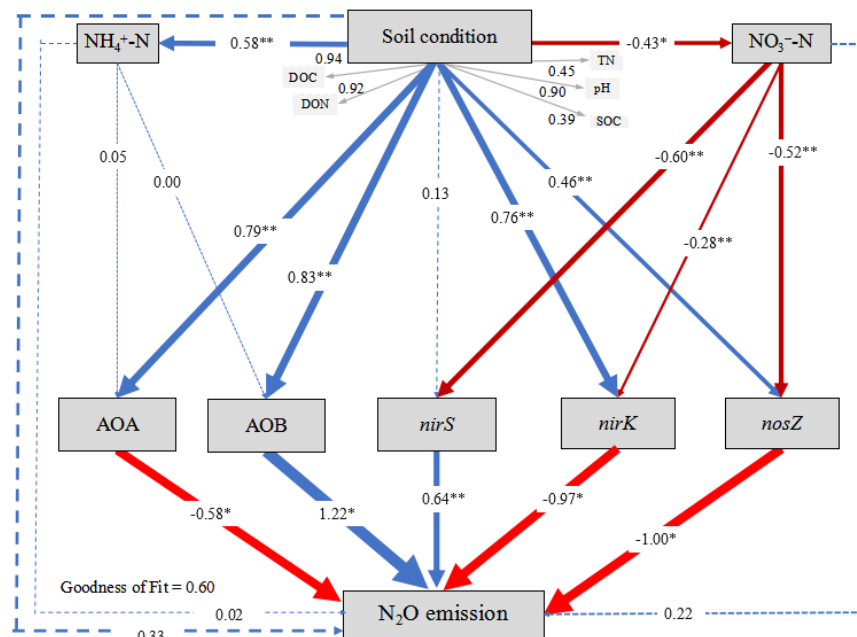 NH₄⁺-N
0.58**
Soil condition
-0.43*
NO₃⁻-N
0.94
DOC
0.92
DON
TN
0.45
pH
0.90
0.39
SOC
0.05
0.00
0.13
-0.60**
-0.52**
0.46**
0.79**
0.76**
-0.28**
0.83**
AOA
AOB
nirS
nirK
nosZ
-0.58*
1.22*
0.64**
-0.97*
-1.00*
Goodness of Fit = 0.60
0.02
N₂O emission
0.22
0.33